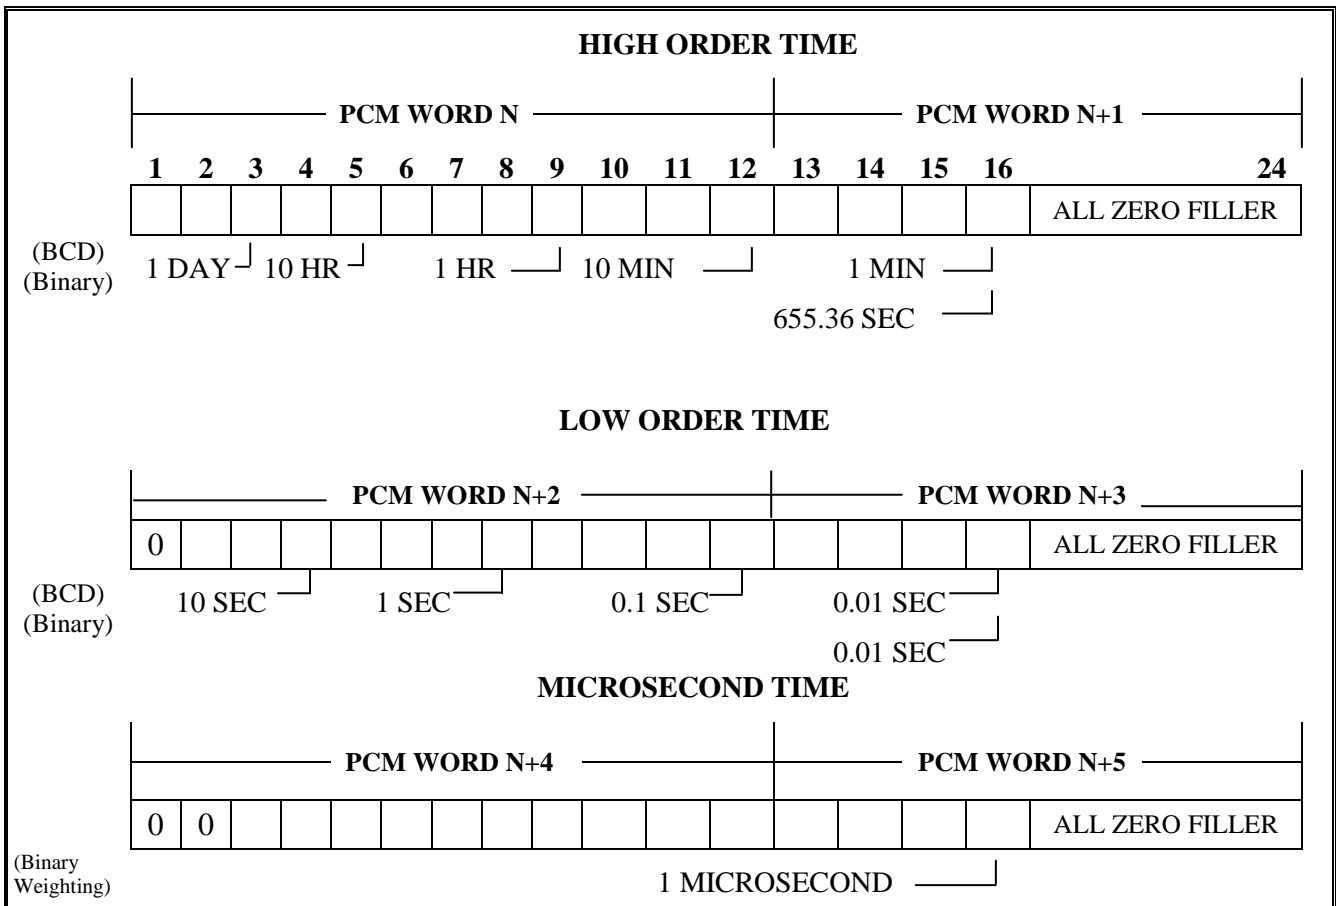 HIGH ORDER TIME
PCM WORD N PCM WORD N+1
1 2 3 4 5 6 7 8 9 10 11 12 13 14 15 16 24
ALL ZERO FILLER
(BCD) 1 DAY 10 HR 1 HR 10 MIN 1 MIN
(Binary) 655.36 SEC
LOW ORDER TIME
PCM WORD N+2 PCM WORD N+3
0 ALL ZERO FILLER
(BCD) 10 SEC 1 SEC 0.1 SEC 0.01 SEC
(Binary) 0.01 SEC
MICROSECOND TIME
PCM WORD N+4 PCM WORD N+5
0 0 ALL ZERO FILLER
(Binary
Weighting) 1 MICROSECOND